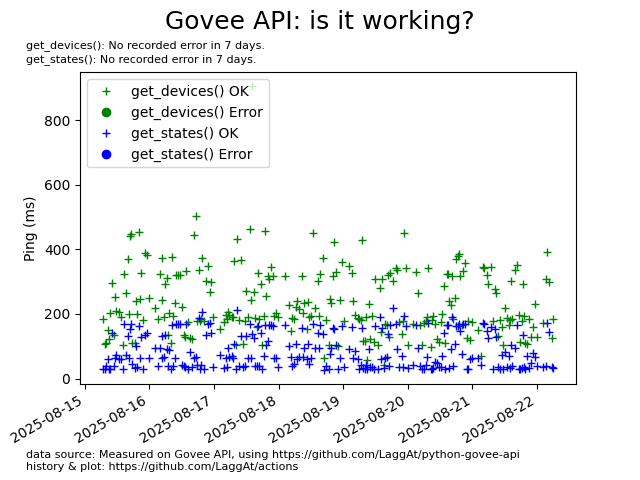 Govee API: is it working?
get_devices(): No recorded error in 7 days.
get_states(): No recorded error in 7 days.
get_devices() OK
get_devices() Error
get_states() OK
get_states() Error
Ping (ms)
800
600
400
200
0
2025-08-15
2025-08-16
2025-08-17
2025-08-18
2025-08-19
2025-08-20
2025-08-21
2025-08-22
data source: Measured on Govee API, using https://github.com/LaggAt/python-govee-api
history & plot: https://github.com/LaggAt/actions